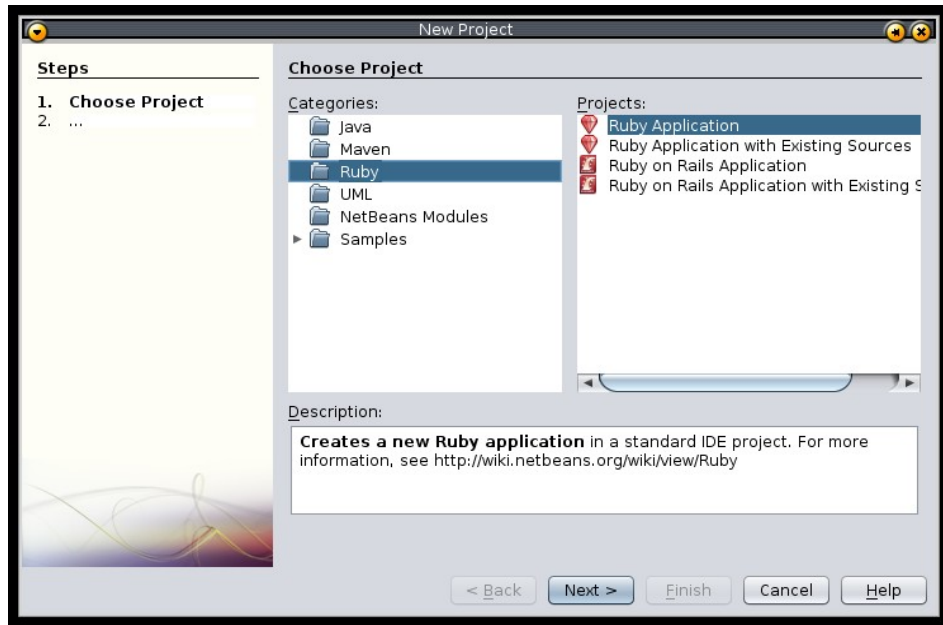 New Project
Steps
1. Choose Project
2. ...
Choose Project
Categories:
Java
Maven
Ruby
UML
NetBeans Modules
Samples
Projects:
Ruby Application
Ruby Application with Existing Sources
Ruby on Rails Application
Ruby on Rails Application with Existing S
Description:
Creates a new Ruby application in a standard IDE project. For more
information, see http://wiki.netbeans.org/wiki/view/Ruby
< Back
Next >
Finish
Cancel
Help